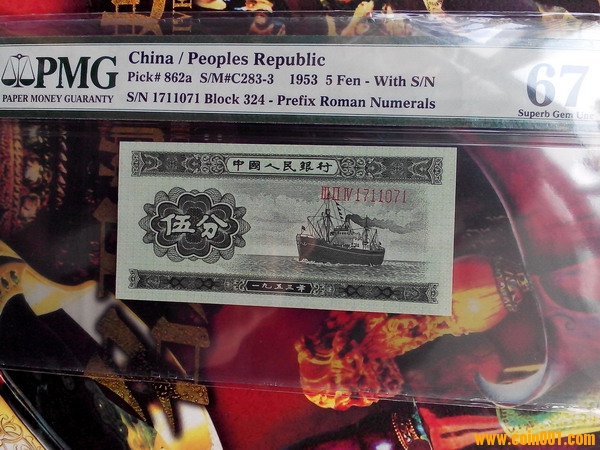 PMG
PAPER MONEY GUARANTY
China / Peoples Republic
Pick# 862a S/M#C283-3 1953 5 Fen - With S/N
S/N 1711071 Block 324 - Prefix Roman Numerals
67
Superb Gem Unc
中國人民銀行
III II IV 1711071
伍分
一九五三年
www.coin001.com